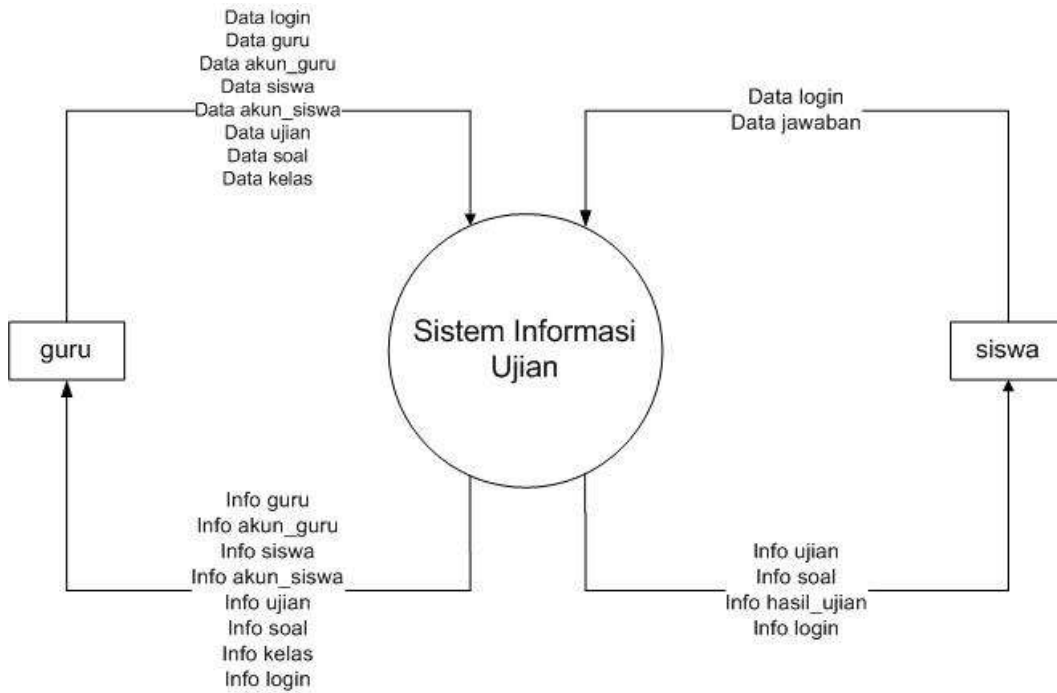 Data login
Data guru
Data akun_guru
Data siswa
Data akun_siswa
Data ujian
Data soal
Data kelas
Data login
Data jawaban
guru
Sistem Informasi
Ujian
siswa
Info guru
Info akun_guru
Info siswa
Info akun_siswa
Info ujian
Info soal
Info kelas
Info login
Info ujian
Info soal
Info hasil_ujian
Info login